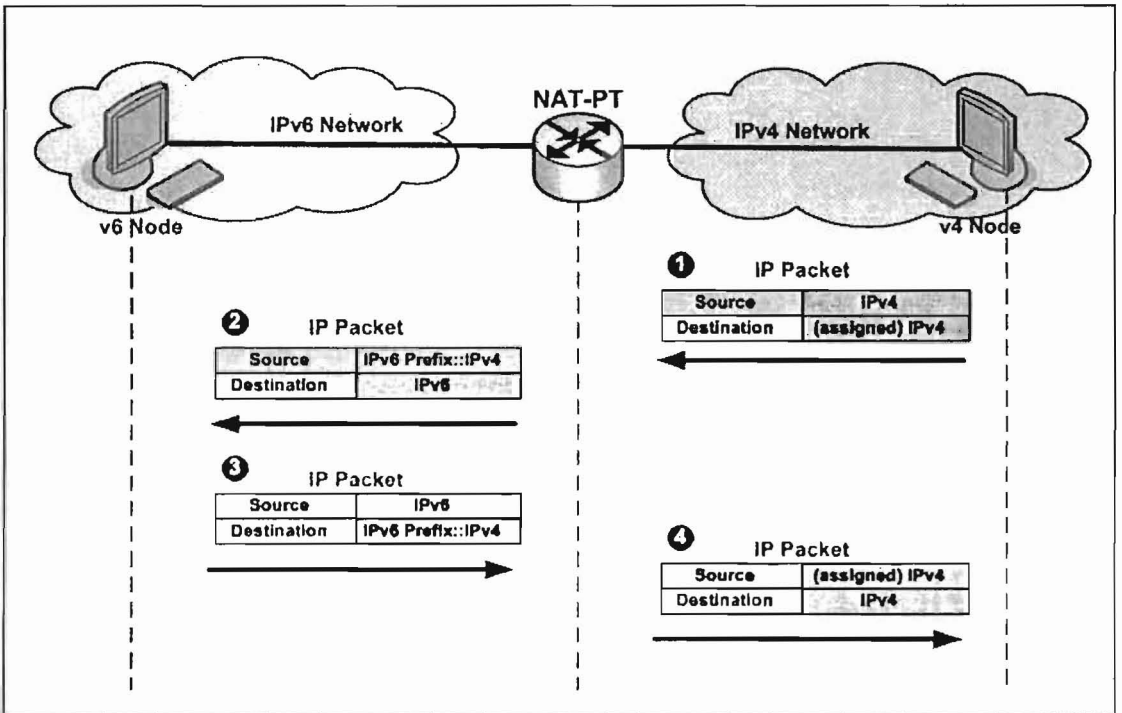 NAT-PT
IPv6 Network
IPv4 Network
v6 Node
v4 Node
1 IP Packet
Source IPv4
Destination (assigned) IPv4
2 IP Packet
Source IPv6 Prefix::IPv4
Destination IPv6
3 IP Packet
Source IPv6
Destination IPv6 Prefix::IPv4
4 IP Packet
Source (assigned) IPv4
Destination IPv4